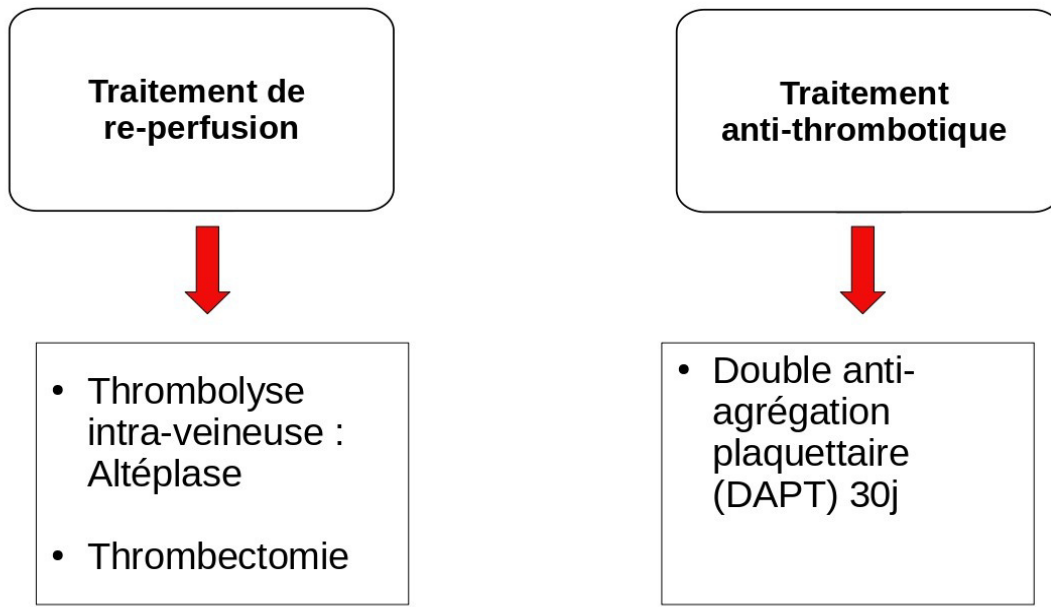 Traitement de
re-perfusion
Traitement
anti-thrombotique
• Thrombolyse
intra-veineuse :
Altéplase
• Thrombectomie
• Double anti-
agrégation
plaquettaire
(DAPT) 30j